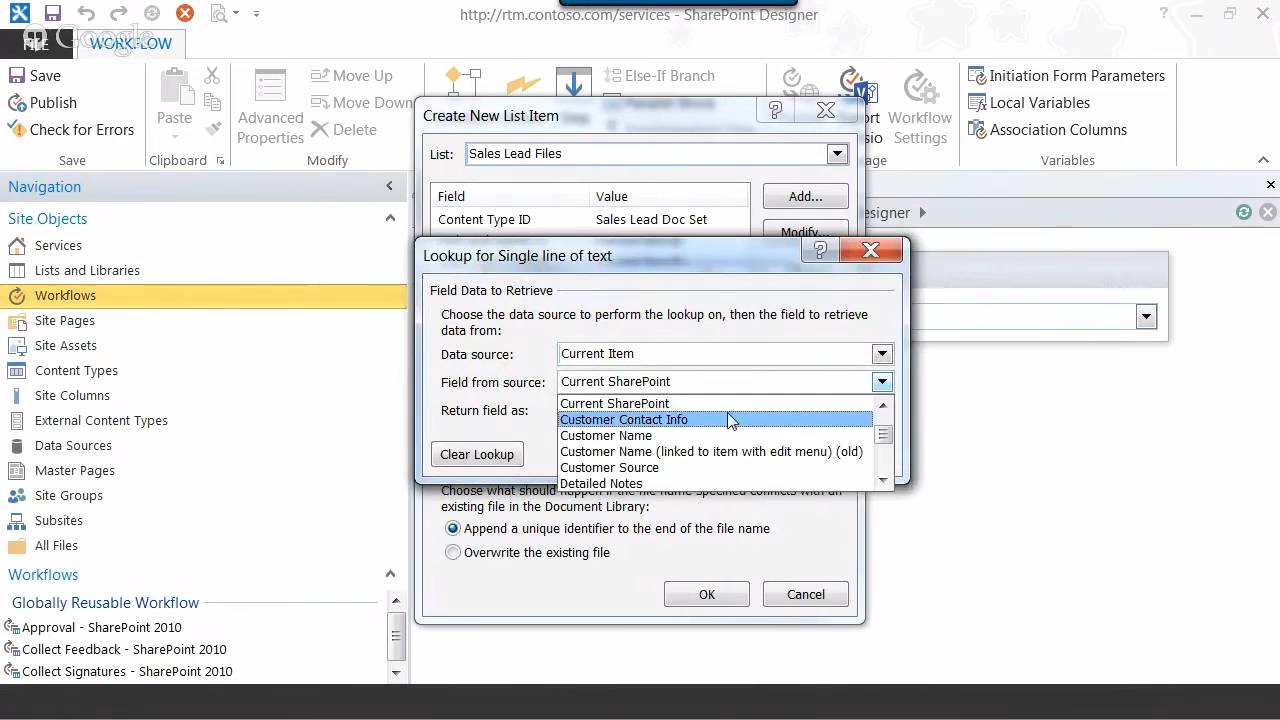 http://rtm.contoso.com/services - SharePoint Designer
FILE
WORKFLOW
Google
Save
Publish
Check for Errors
Save
Paste
Clipboard
Advanced
Properties
Move Up
Move Down
Delete
Modify
Else-If Branch
Workflow
Settings
Initiation Form Parameters
Local Variables
Association Columns
Variables
Create New List Item
List: Sales Lead Files
Field Value
Content Type ID Sales Lead Doc Set
Add...
Modify...
Lookup for Single line of text
Field Data to Retrieve
Choose the data source to perform the lookup on, then the field to retrieve
data from:
Data source: Current Item
Field from source: Current SharePoint
Return field as:
Current SharePoint
Customer Contact Info
Customer Name
Customer Name (linked to item with edit menu) (old)
Customer Source
Detailed Notes
Clear Lookup
Choose what should happen if the file name specified conflicts with an
existing file in the Document Library:
Append a unique identifier to the end of the file name
Overwrite the existing file
OK
Cancel
Navigation
Site Objects
Services
Lists and Libraries
Workflows
Site Pages
Site Assets
Content Types
Site Columns
External Content Types
Data Sources
Master Pages
Site Groups
Subsites
All Files
Workflows
Globally Reusable Workflow
Approval - SharePoint 2010
Collect Feedback - SharePoint 2010
Collect Signatures - SharePoint 2010